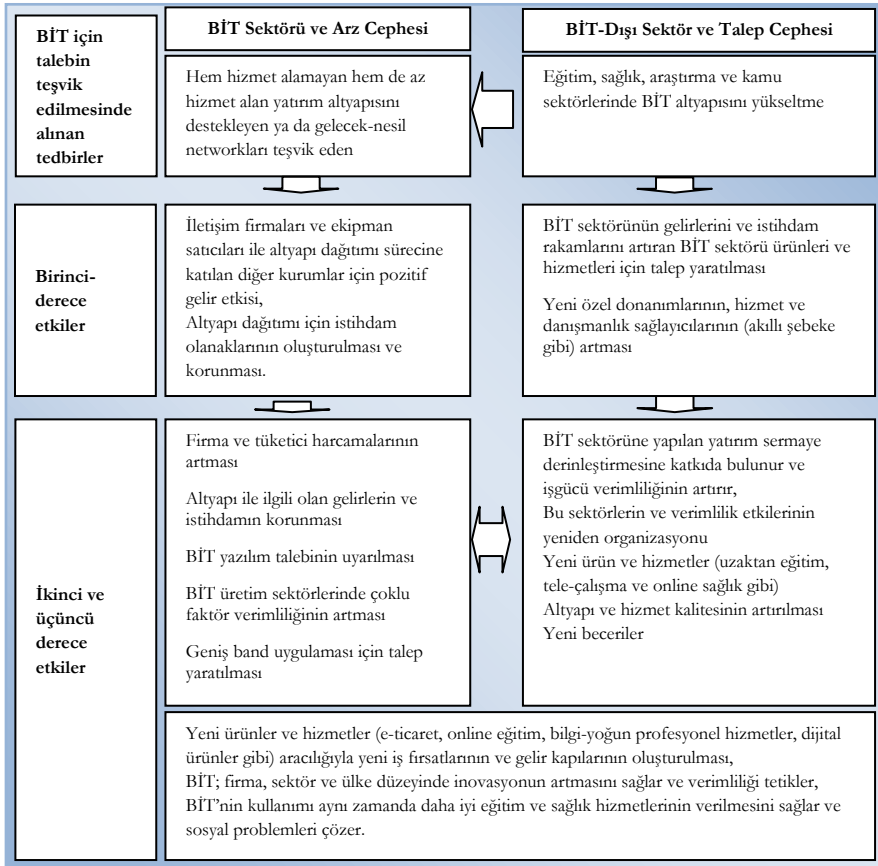 BİT için
talebin
teşvik
edilmesinde
alınan
tedbirler
BİT Sektörü ve Arz Cephesi
BİT-Dışı Sektör ve Talep Cephesi
Hem hizmet alamayan hem de az
hizmet alan yatırım altyapısını
destekleyen ya da gelecek-nesil
networkları teşvik eden
Eğitim, sağlık, araştırma ve kamu
sektörlerinde BİT altyapısını yükseltme
Birinci-
derece
etkiler
İletişim firmaları ve ekipman
satıcıları ile altyapı dağıtımı sürecine
katılan diğer kurumlar için pozitif
gelir etkisi,
Altyapı dağıtımı için istihdam
olanaklarının oluşturulması ve
korunması.
BİT sektörünün gelirlerini ve istihdam
rakamlarını artıran BİT sektörü ürünleri ve
hizmetleri için talep yaratılması
Yeni özel donanımlarının, hizmet ve
danışmanlık sağlayıcılarının (akıllı şebeke
gibi) artması
İkinci ve
üçüncü
derece
etkiler
Firma ve tüketici harcamalarının
artması
Altyapı ile ilgili olan gelirlerin ve
istihdamın korunması
BİT yazılım talebinin uyarılması
BİT üretim sektörlerinde çoklu
faktör verimliliğinin artması
Geniş band uygulaması için talep
yaratılması
BİT sektörüne yapılan yatırım sermaye
derinleştirmesine katkıda bulunur ve
işgücü verimliliğinin artırır,
Bu sektörlerin ve verimlilik etkilerinin
yeniden organizasyonu
Yeni ürün ve hizmetler (uzaktan eğitim,
tele-çalışma ve online sağlık gibi)
Altyapı ve hizmet kalitesinin artırılması
Yeni beceriler
Yeni ürünler ve hizmetler (e-ticaret, online eğitim, bilgi-yoğun profesyonel hizmetler, dijital
ürünler gibi) aracılığıyla yeni iş fırsatlarının ve gelir kapılarının oluşturulması,
BİT; firma, sektör ve ülke düzeyinde inovasyonun artmasını sağlar ve verimliliği tetikler,
BİT’nin kullanımı aynı zamanda daha iyi eğitim ve sağlık hizmetlerinin verilmesini sağlar ve
sosyal problemleri çözer.